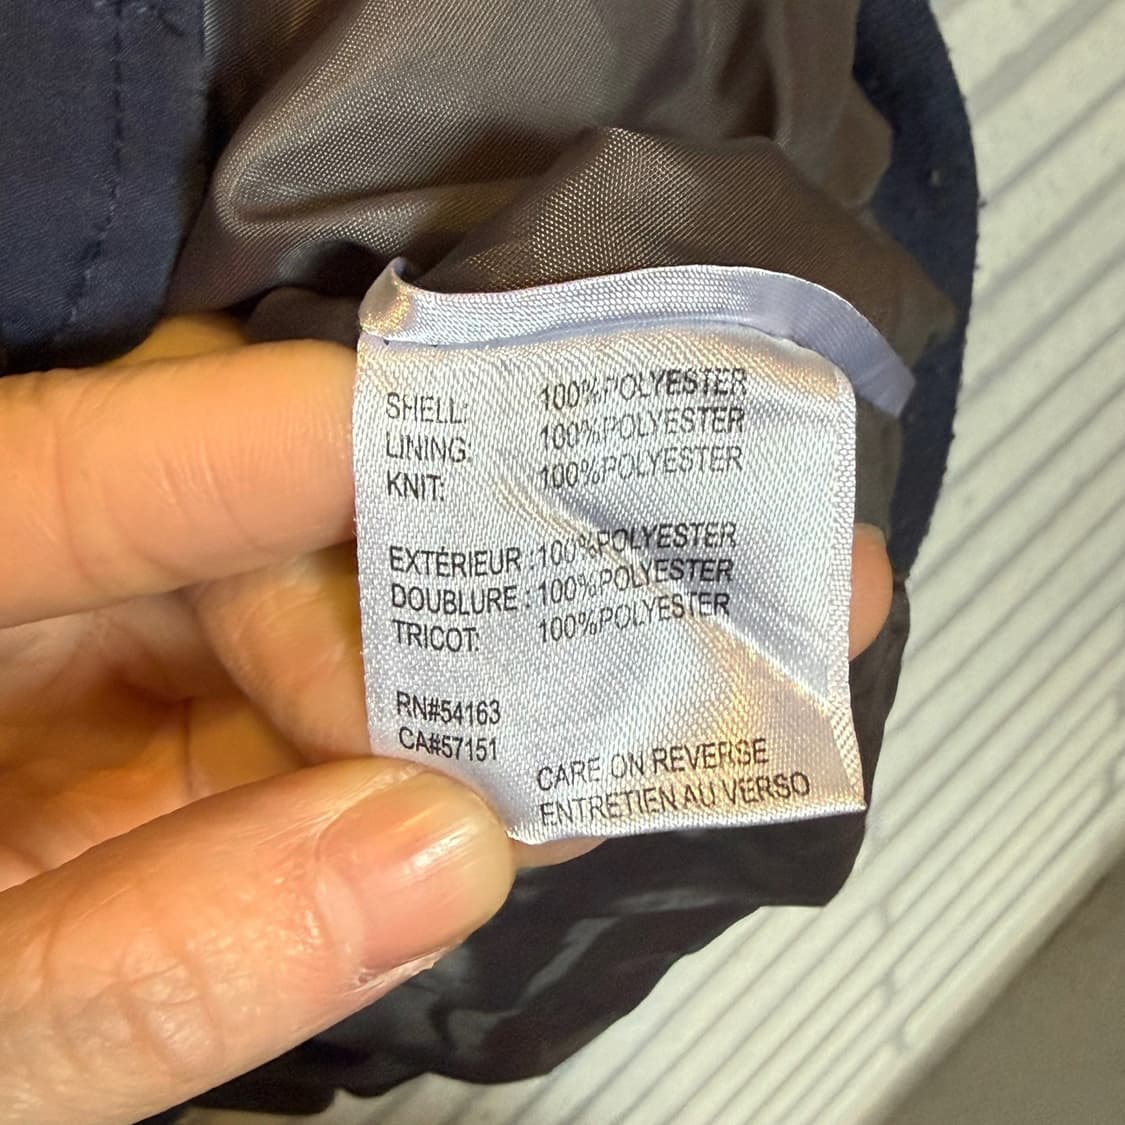 SHELL: 100%POLYESTER
LINING: 100%POLYESTER
KNIT: 100%POLYESTER
EXTÉRIEUR : 100%POLYESTER
DOUBLURE : 100%POLYESTER
TRICOT: 100%POLYESTER
RN#54163
CA#57151
CARE ON REVERSE
ENTRETIEN AU VERSO